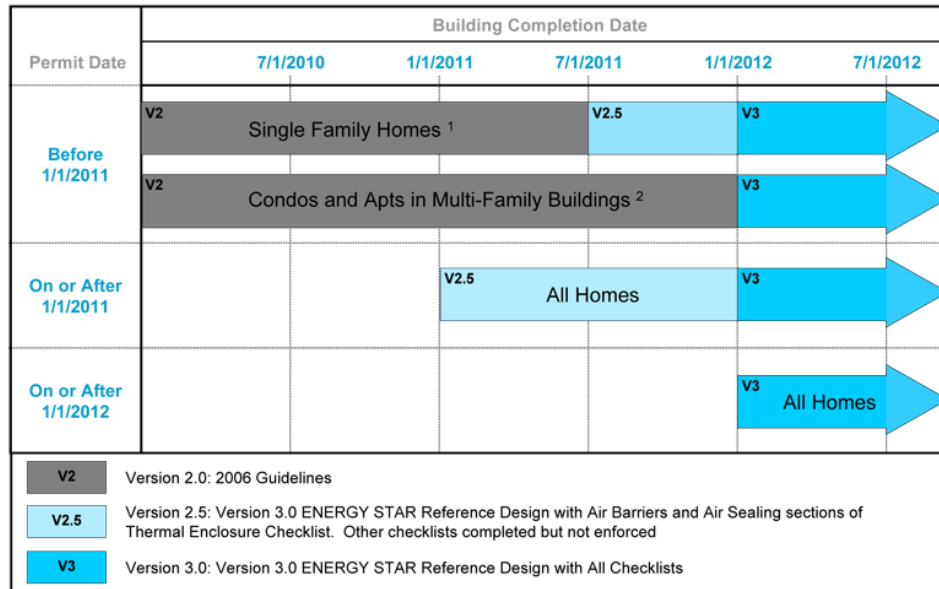 Building Completion Date
Permit Date
7/1/2010
1/1/2011
7/1/2011
1/1/2012
7/1/2012
Before
1/1/2011
V2
Single Family Homes ¹
V2.5
V3
V2
Condos and Apts in Multi-Family Buildings ²
V3
On or After
1/1/2011
V2.5
All Homes
V3
On or After
1/1/2012
V3
All Homes
V2
Version 2.0: 2006 Guidelines
V2.5
Version 2.5: Version 3.0 ENERGY STAR Reference Design with Air Barriers and Air Sealing sections of
Thermal Enclosure Checklist.  Other checklists completed but not enforced
V3
Version 3.0: Version 3.0 ENERGY STAR Reference Design with All Checklists